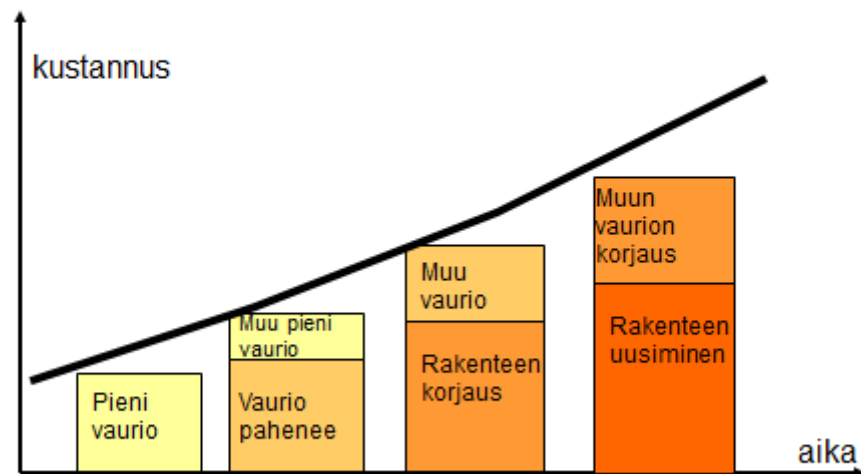 kustannus
Pieni
vaurio
Muu pieni
vaurio
Vaurio
pahenee
Muu
vaurio
Rakenteen
korjaus
Muun
vaurion
korjaus
Rakenteen
uusiminen
aika